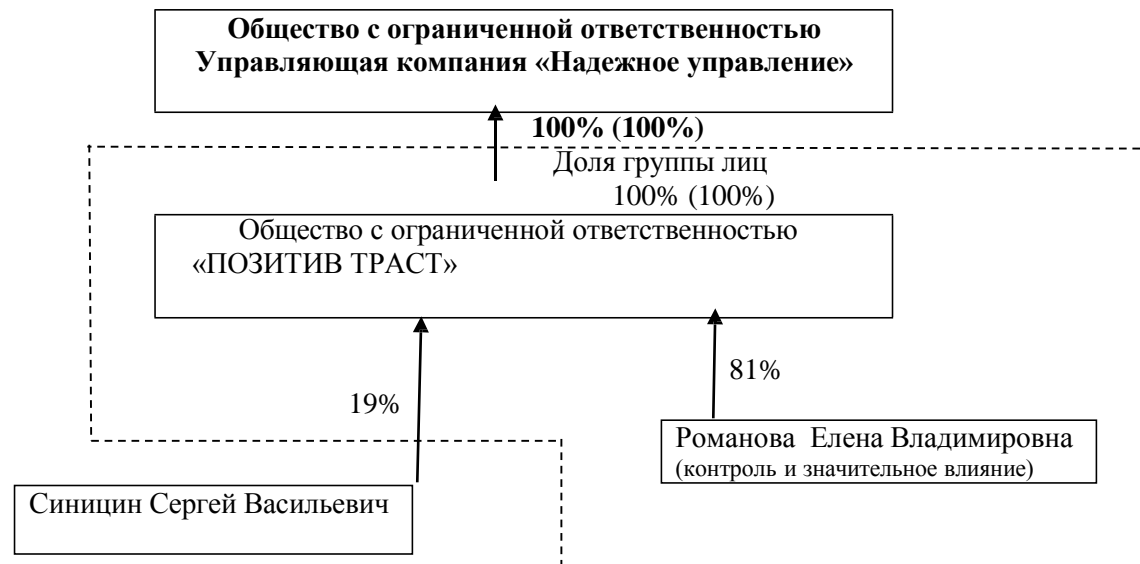 Общество с ограниченной ответственностью
Управляющая компания «Надежное управление»
100% (100%)
Доля группы лиц
100% (100%)
Общество с ограниченной ответственностью
«ПОЗИТИВ ТРАСТ»
81%
19%
Романова Елена Владимировна
(контроль и значительное влияние)
Синицин Сергей Васильевич